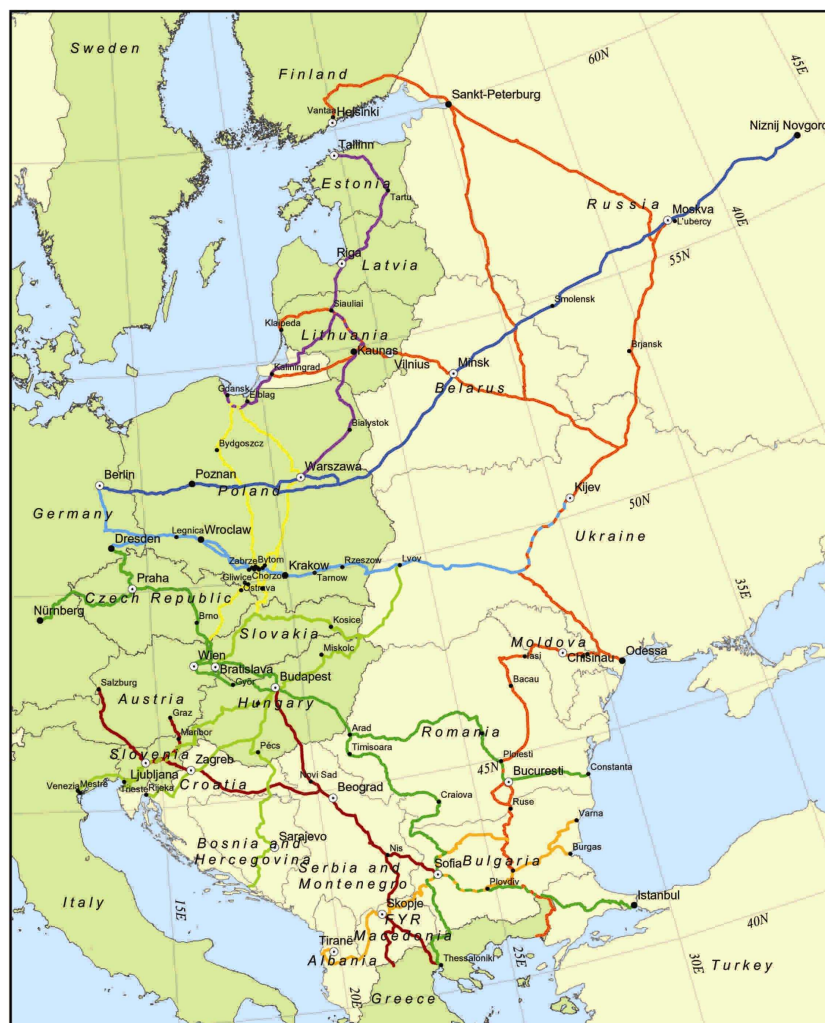 Sweden
60N
45E
Finland
Sankt-Peterburg
Vantaa
Helsinki
Niznij Novgorod
Tallinn
Estonia
Tartu
Russia
Moskva
L'ubercy
40E
55N
Riga
Latvia
Siauliai
Smolensk
Klaipeda
Lithuania
Kaunas
Brjansk
Kaliningrad
Vilnius
Minsk
Belarus
Gdansk
Elblag
Bialystok
Bydgoszcz
Berlin
Poznan
Warszawa
Poland
Kijev
50N
Germany
Legnica
Wroclaw
Ukraine
Dresden
Zabrze
Bytom
Krakow
Rzeszow
Lvov
Gliwice
Chorzo
Tarnow
Praha
Ostrava
35E
Czech Republic
Nürnberg
Brno
Kosice
Slovakia
Moldova
Miskolc
Iasi
Chisinau
Odessa
Wien
Bratislava
Salzburg
Györ
Budapest
Bacau
Austria
Hungary
Graz
Arad
Romania
Maribor
Timisoara
Slovenia
Pécs
Ploiesti
Zagreb
45N
Ljubljana
Bucuresti
Constanta
Venezia
Mestre
Trieste
Rijeka
Croatia
Novi Sad
Beograd
Craiova
Ruse
Varna
Bosnia and
Hercegovina
Sarajevo
Nis
Burgas
Serbia and
Montenegro
Sofia
Bulgaria
Plovdiv
Italy
15E
Skopje
Istanbul
FYR
Macedonia
40N
Tiranë
Albania
Thessaloniki
25E
20E
30E
Turkey
Greece